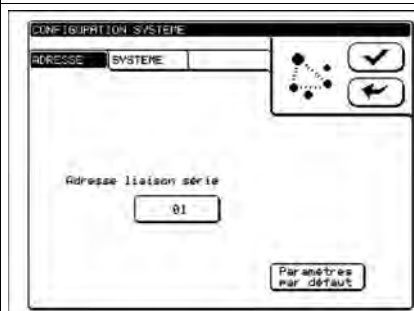 CONFIGURATION SYSTEME
ADRESSE
SYSTEME
Adresse liaison série
01
Paramètres
par défaut